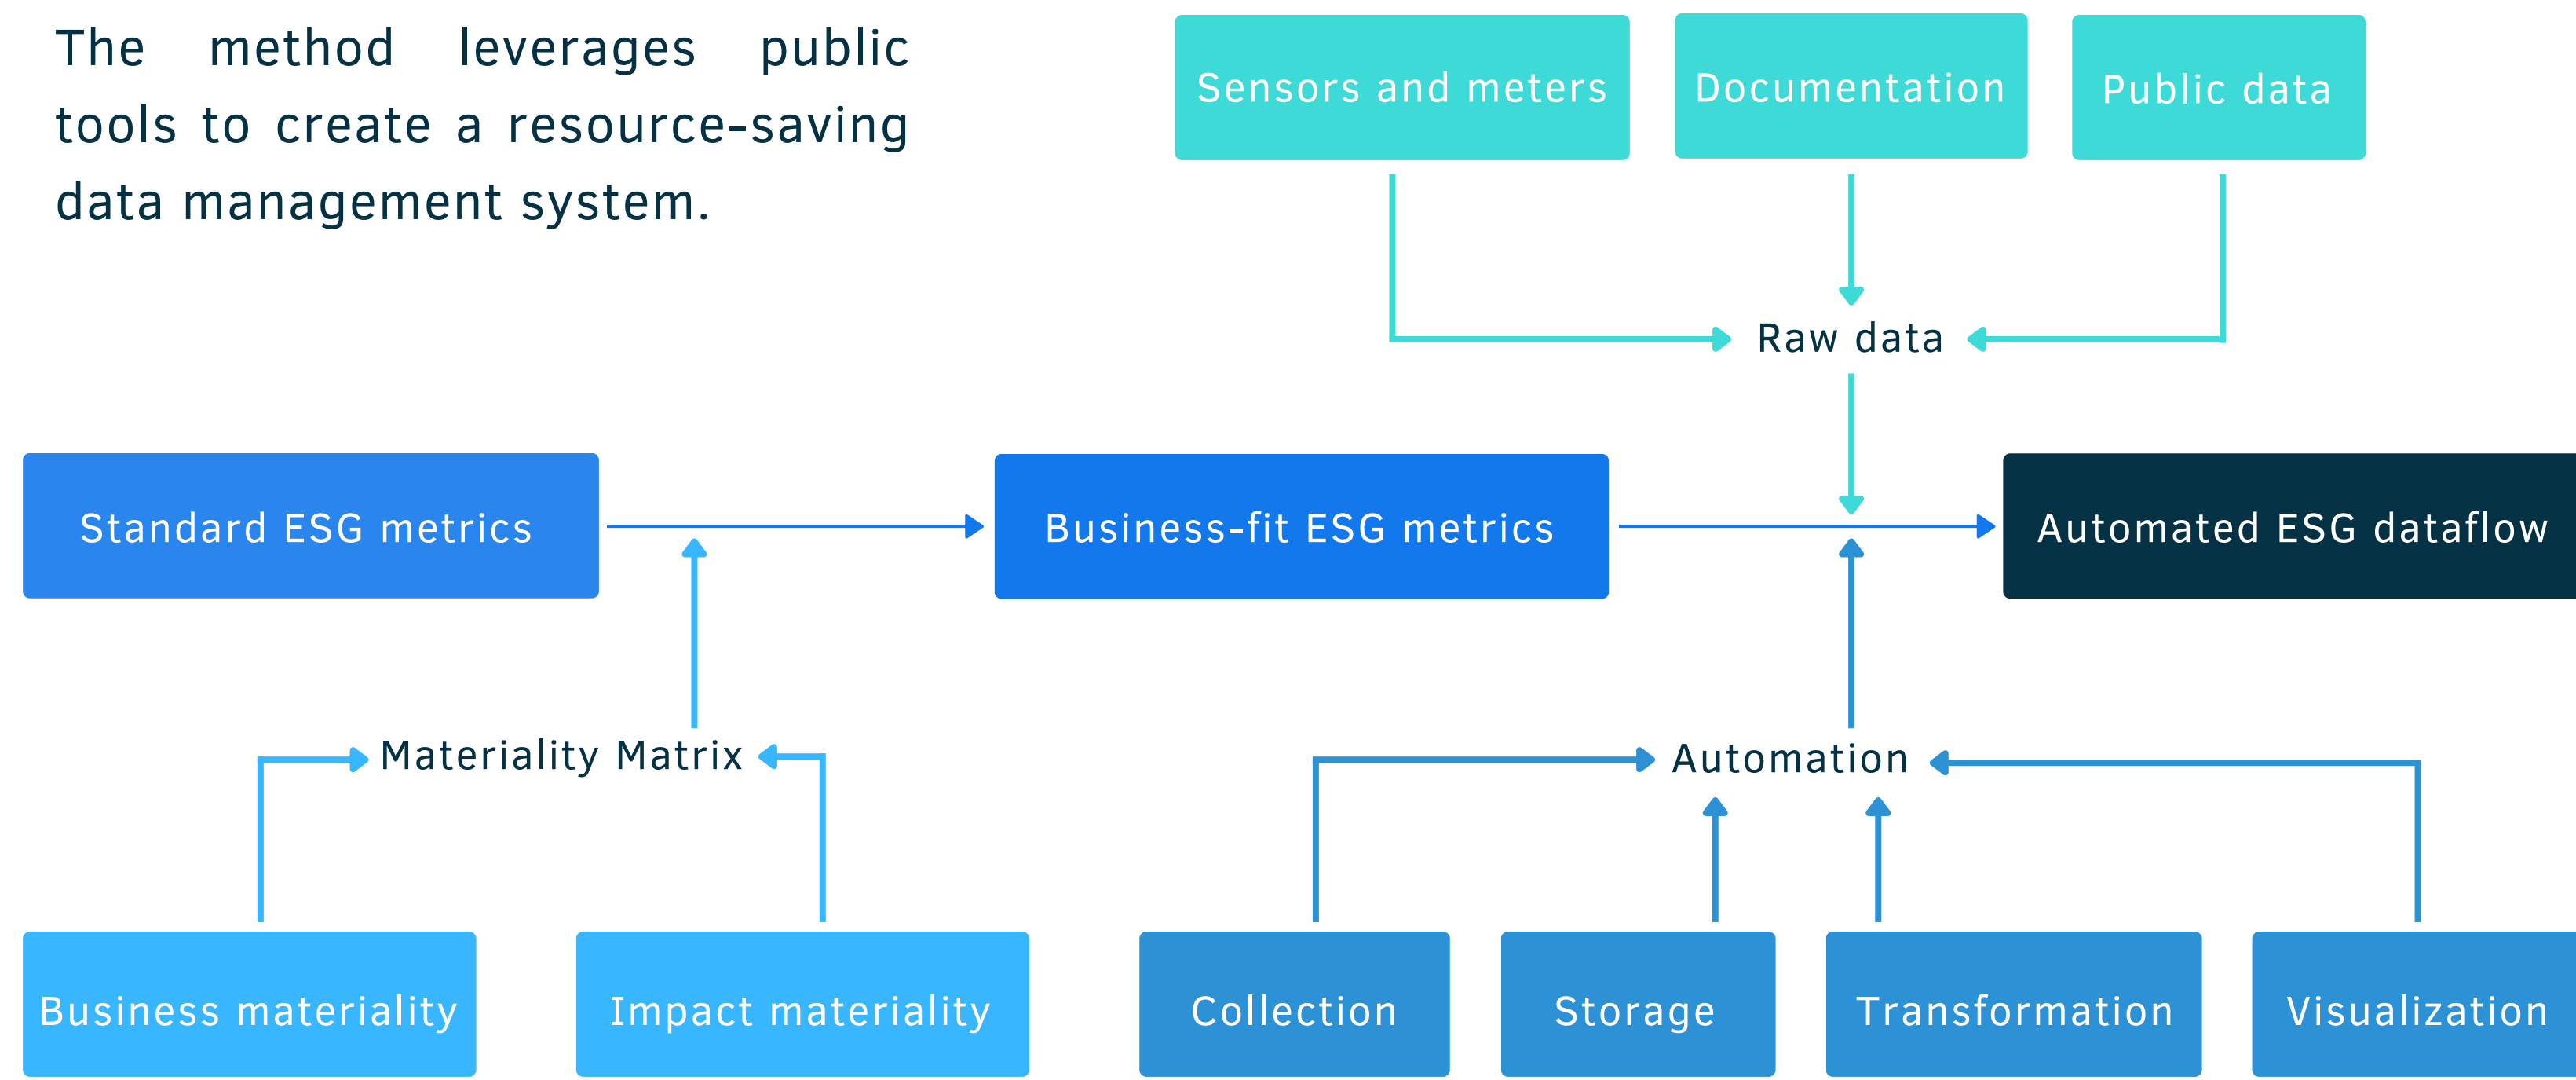 The method leverages public
tools to create a resource-saving
data management system.
Sensors and meters
Documentation
Public data
Raw data
Standard ESG metrics
Business-fit ESG metrics
Automated ESG dataflow
Materiality Matrix
Automation
Business materiality
Impact materiality
Collection
Storage
Transformation
Visualization